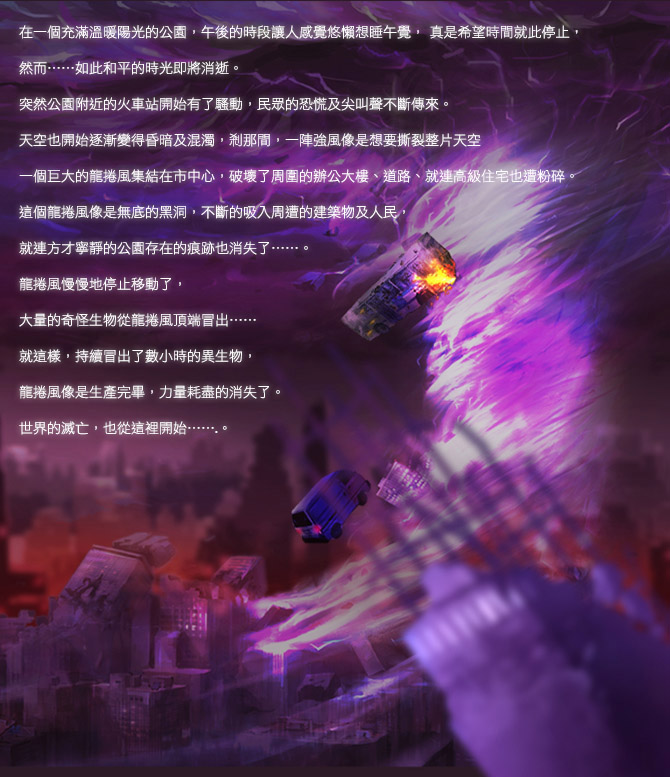 在一個充滿溫暖陽光的公園，午後的時段讓人感覺悠懶想睡午覺， 真是希望時間就此停止，
然而……如此和平的時光即將消逝。
突然公園附近的火車站開始有了騷動，民眾的恐慌及尖叫聲不斷傳來。
天空也開始逐漸變得昏暗及混濁，剎那間，一陣強風像是想要撕裂整片天空
一個巨大的龍捲風集結在市中心，破壞了周圍的辦公大樓、道路、就連高級住宅也遭粉碎。
這個龍捲風像是無底的黑洞，不斷的吸入周遭的建築物及人民，
就連方才寧靜的公園存在的痕跡也消失了……。
龍捲風慢慢地停止移動了，
大量的奇怪生物從龍捲風頂端冒出……
就這樣，持續冒出了數小時的異生物，
龍捲風像是生產完畢，力量耗盡的消失了。
世界的滅亡，也從這裡開始…….。